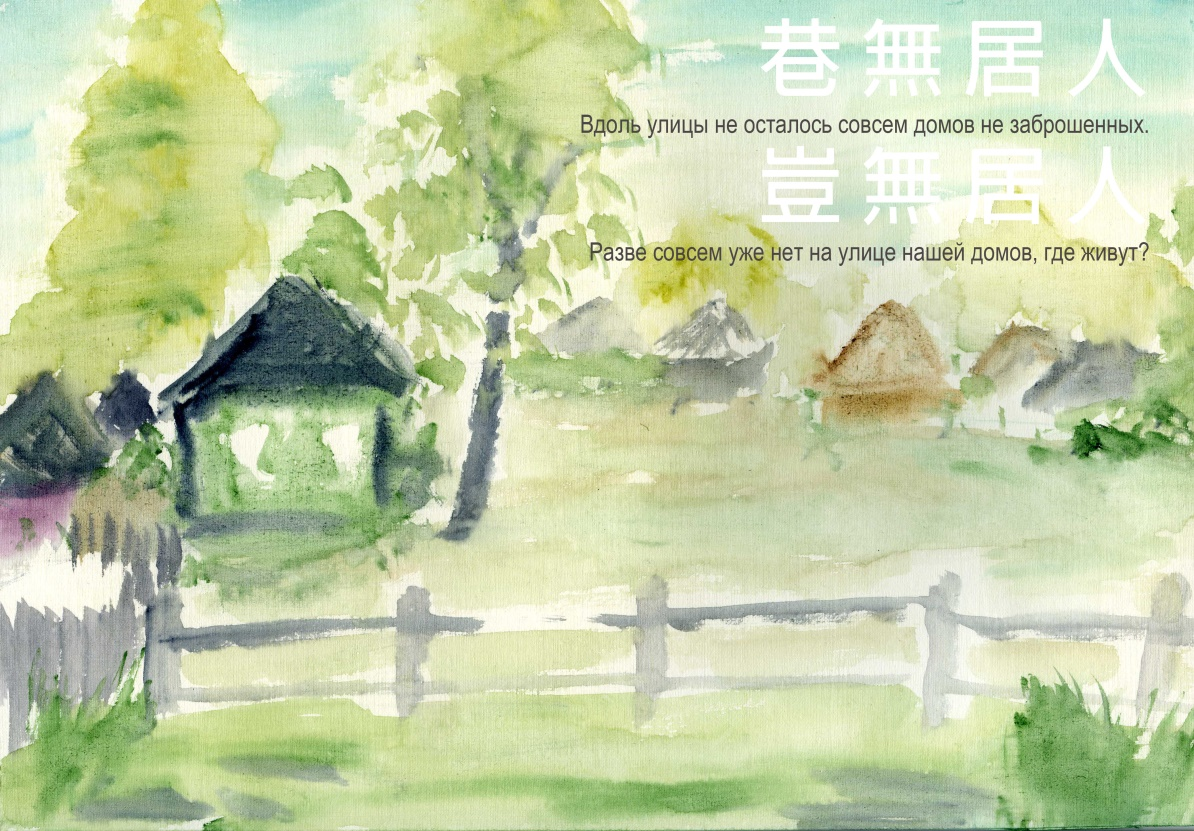 巷無居人
Вдоль улицы не осталось совсем домов не заброшенных.
豈無居人
Разве совсем уже нет на улице нашей домов, где живут?